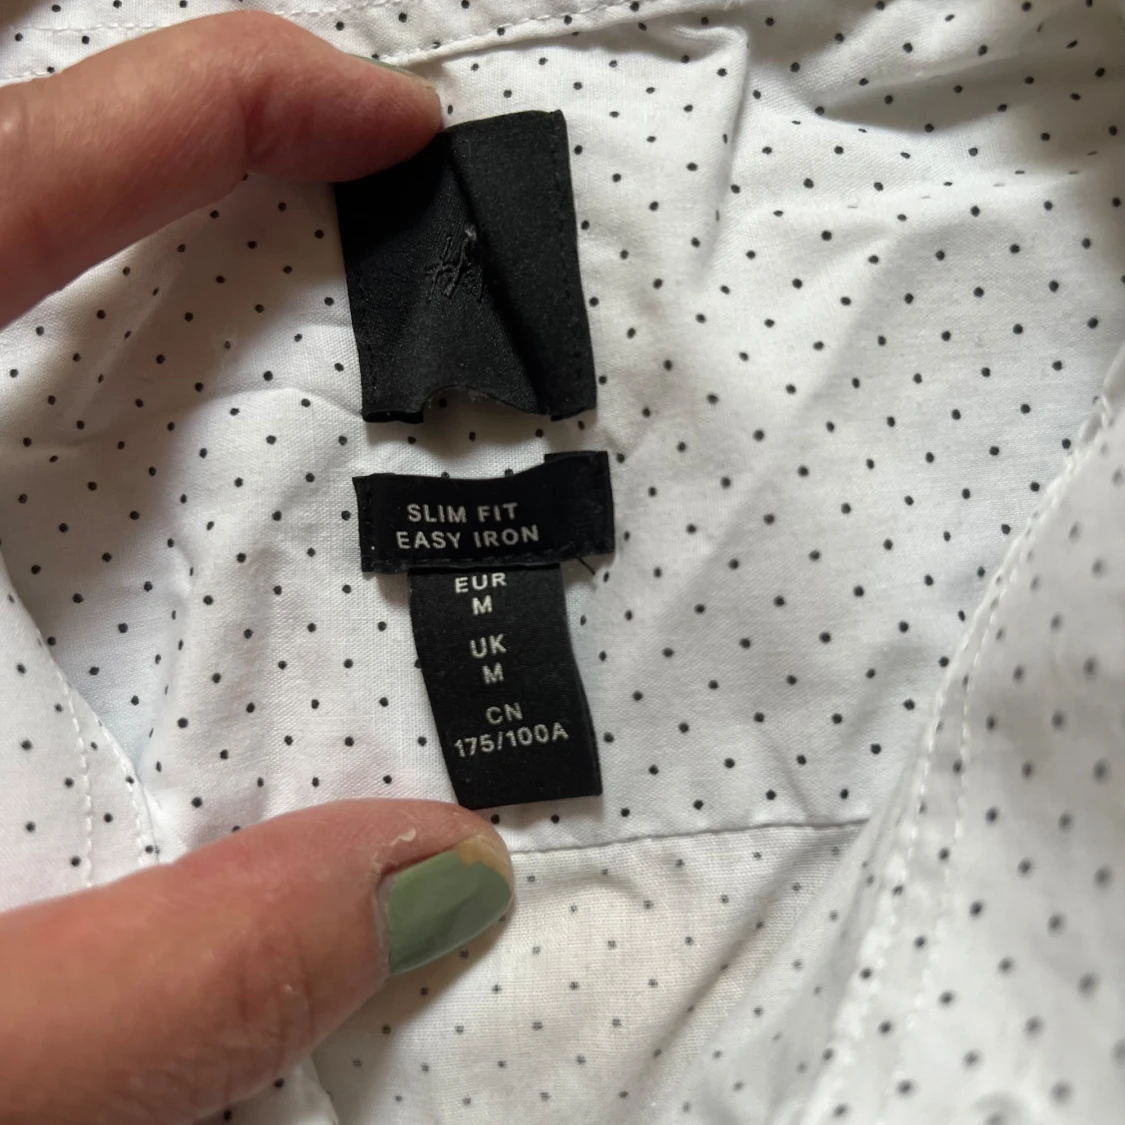 SLIM FIT
EASY IRON
EUR
M
UK
M
CN
175/100A